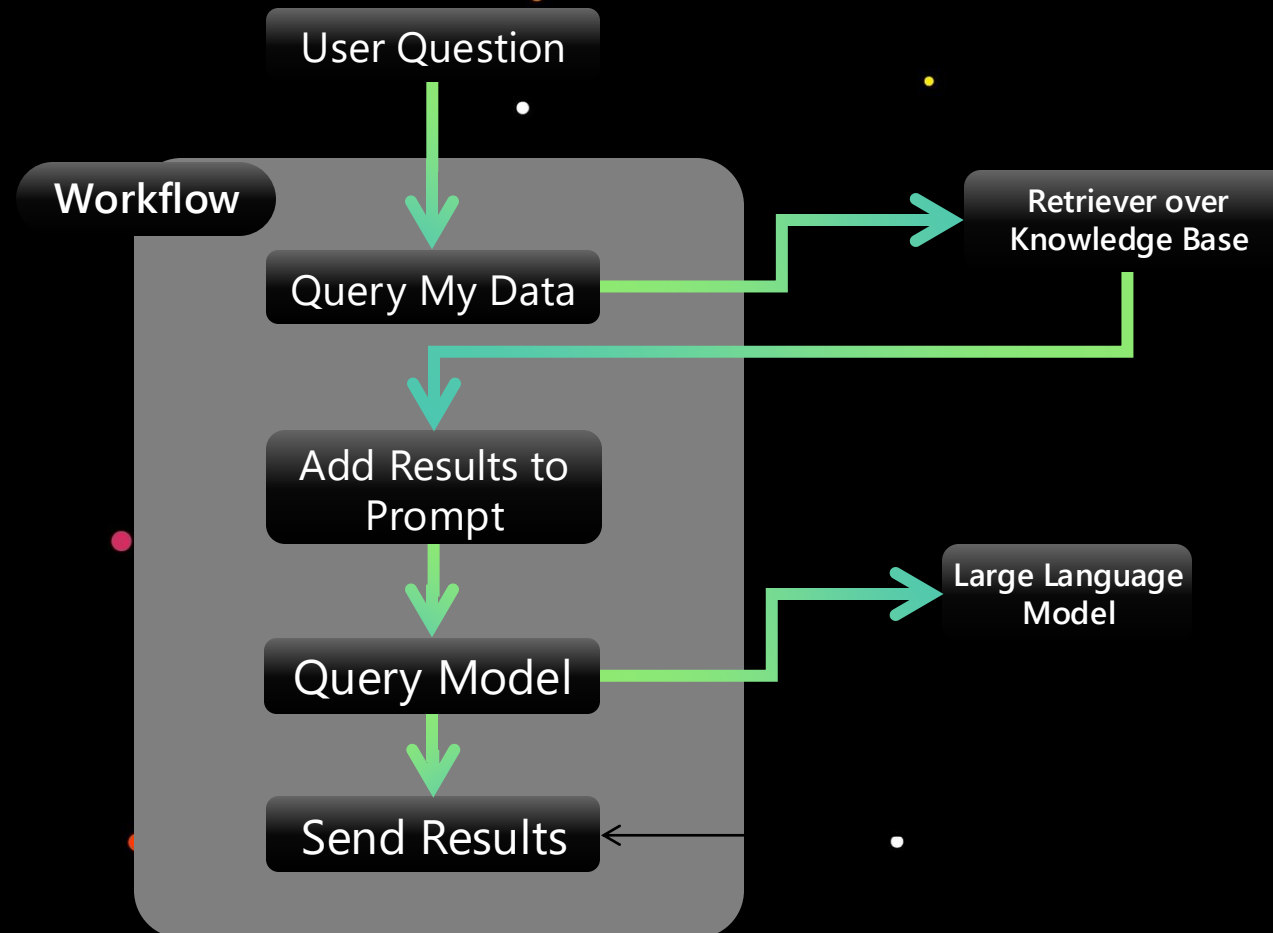 User Question
Workflow
Retriever over
Knowledge Base
Query My Data
Add Results to
Prompt
Large Language
Model
Query Model
Send Results